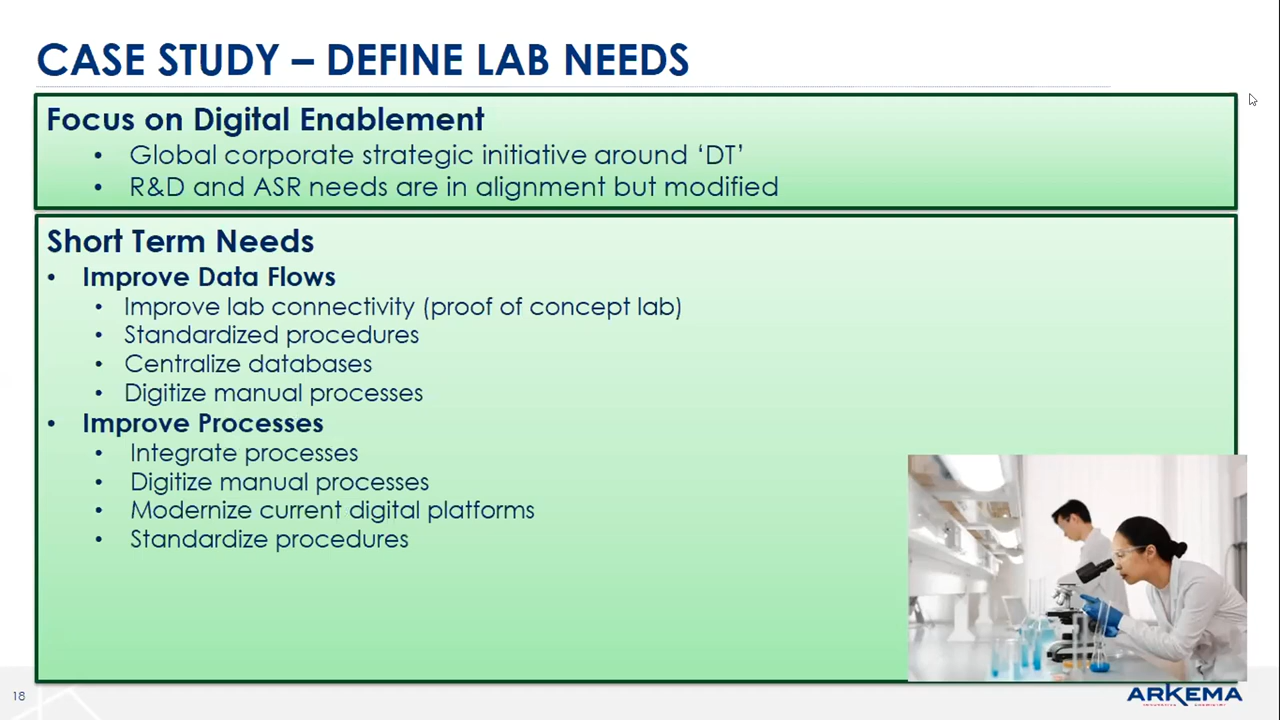 CASE STUDY – DEFINE LAB NEEDS
Focus on Digital Enablement
• Global corporate strategic initiative around ‘DT’
• R&D and ASR needs are in alignment but modified
Short Term Needs
• Improve Data Flows
• Improve lab connectivity (proof of concept lab)
• Standardized procedures
• Centralize databases
• Digitize manual processes
• Improve Processes
• Integrate processes
• Digitize manual processes
• Modernize current digital platforms
• Standardize procedures
18
ARKEMA